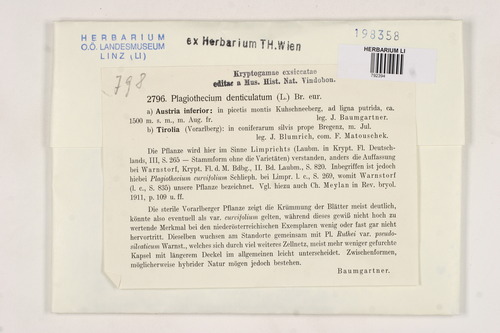 HERBARIUM
O.Ö. LANDESMUSEUM
LINZ (LI)
ex Herbarium TH.Wien
198358
HERBARIUM LI
798
Kryptogamae exsiccatae
editae a Mus. Hist. Nat. Vindobon.
2796. Plagiothecium denticulatum (L.) Br. eur.
a) Austria inferior: in picetis montis Kuhschneeberg, ad ligna putrida, ca.
1500 m. s. m., m. Aug. fr. leg. J. Baumgartner.
b) Tirolia (Vorarlberg): in coniferarum silvis prope Bregenz, m. Jul.
leg. J. Blumrich, com. F. Matouschek.
Die Pflanze wird hier im Sinne Limprichts (Laubm. in Krypt. Fl. Deutsch-
lands, III, S. 265 — Stammform ohne die Varietäten) verstanden, anders die Auffassung
bei Warnstorf, Krypt. Fl. d. M. Bdbg., II. Bd. Laubm., S. 820. Inbegriffen ist jedoch
hiebei Plagiothecium curvifolium Schlieph. bei Limpr. l. c., S. 269, womit Warnstorf
(l. c., S. 835) unsere Pflanze bezeichnet. Vgl. hiezu auch Ch. Meylan in Rev. bryol.
1911, p. 109 u. ff.
Die sterile Vorarlberger Pflanze zeigt die Krümmung der Blätter meist deutlich,
könnte also eventuell als var. curvifolium gelten, während dieses gewiß nicht hoch zu
wertende Merkmal bei den niederösterreichischen Exemplaren wenig oder fast gar nicht
hervortritt. Dieselben wuchsen am Standorte gemeinsam mit Pl. Ruthei var. pseudo-
silvaticum Warnst., welches sich durch viel weiteres Zellnetz, meist mehr weniger gefurchte
Kapsel mit längerem Deckel im allgemeinen leicht unterscheidet. Zwischenformen,
möglicherweise hybrider Natur mögen jedoch bestehen.
Baumgartner.